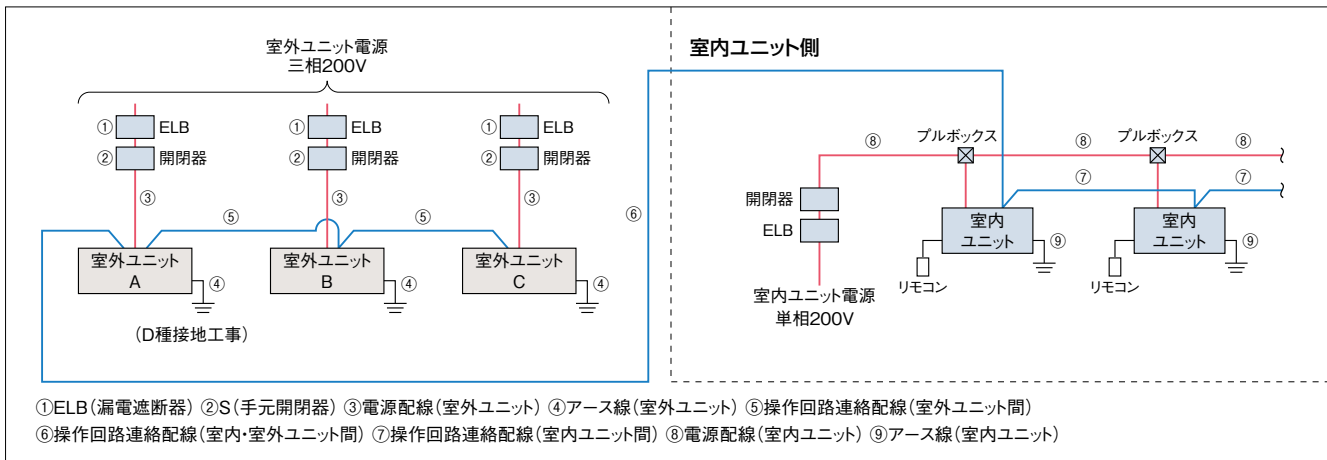 室外ユニット電源
三相200V
室内ユニット側
① ELB
① ELB
① ELB
② 開閉器
② 開閉器
② 開閉器
③
③
③
⑤
⑤
⑥
室外ユニット
A
室外ユニット
B
室外ユニット
C
④
④
④
(D種接地工事)
プルボックス
プルボックス
⑧
⑧
⑧
⑦
⑦
開閉器
ELB
室内ユニット電源
単相200V
室内
ユニット
室内
ユニット
⑨
⑨
リモコン
リモコン
①ELB(漏電遮断器) ②S(手元開閉器) ③電源配線(室外ユニット) ④アース線(室外ユニット) ⑤操作回路連絡配線(室外ユニット間)
⑥操作回路連絡配線(室内・室外ユニット間) ⑦操作回路連絡配線(室内ユニット間) ⑧電源配線(室内ユニット) ⑨アース線(室内ユニット)